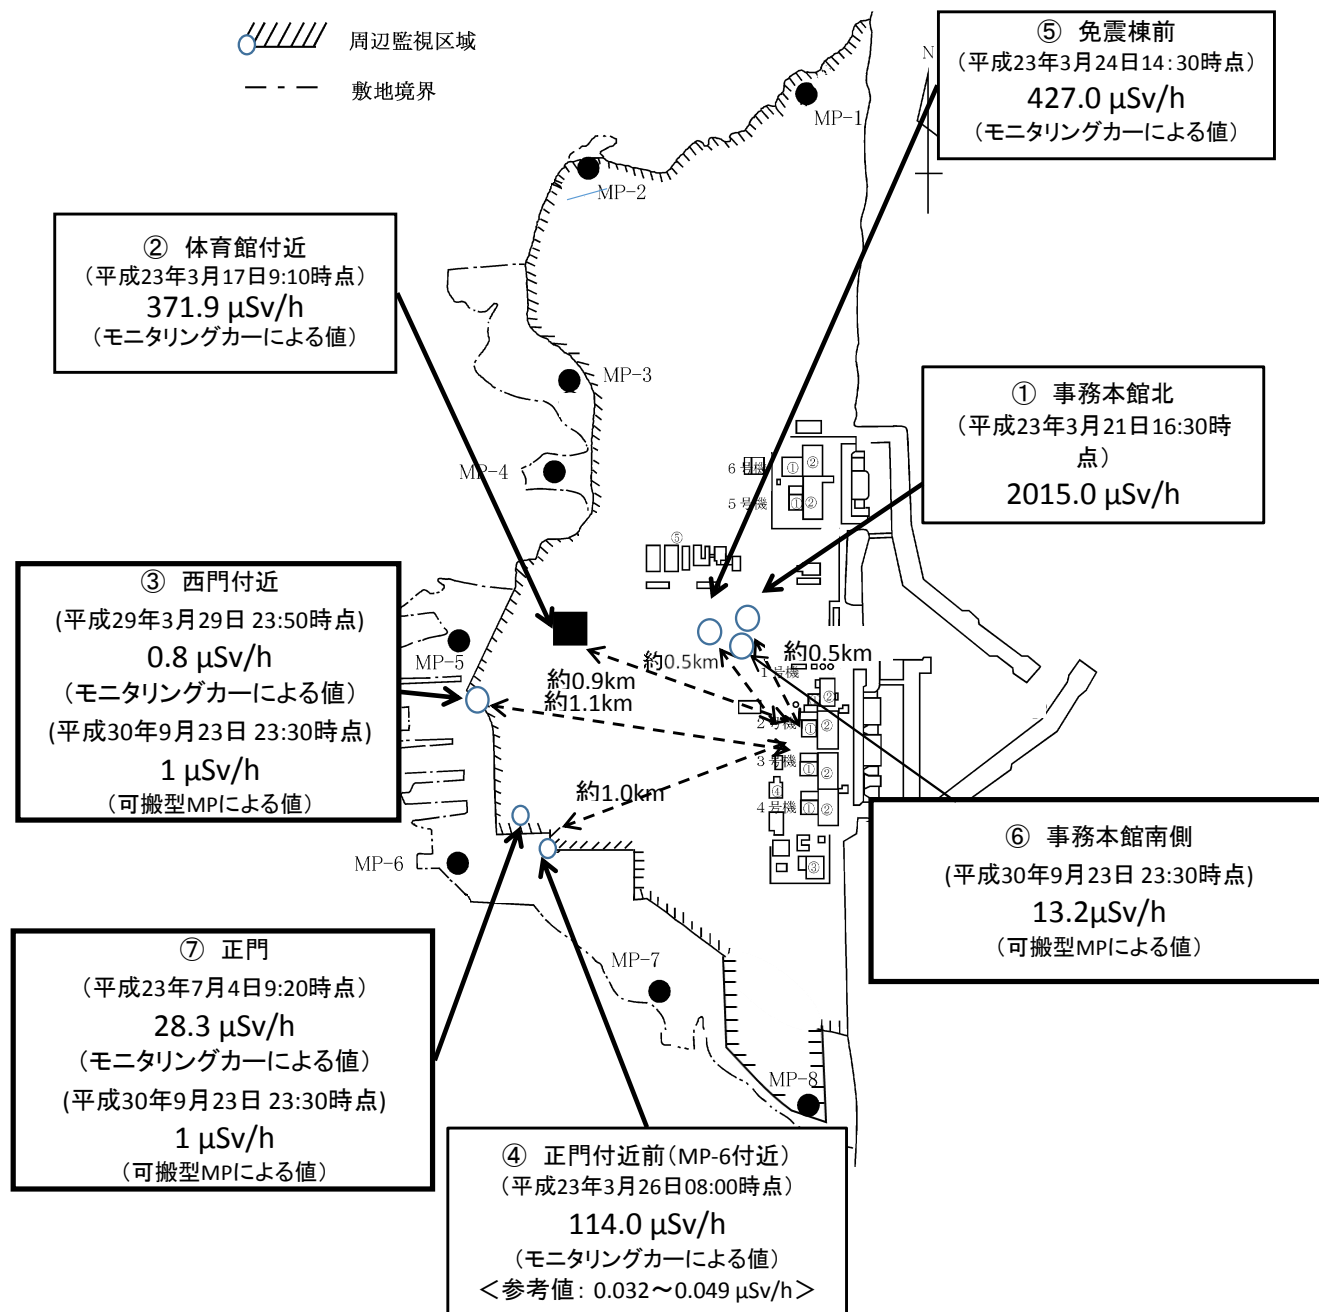 周辺監視区域
敷地境界
⑤ 免震棟前
（平成23年3月24日14：30時点）
427.0 μSv/h
（モニタリングカーによる値）
N
MP-1
MP-2
② 体育館付近
（平成23年3月17日9:10時点）
371.9 μSv/h
（モニタリングカーによる値）
MP-3
① 事務本館北
（平成23年3月21日16:30時
点）
2015.0 μSv/h
MP-4
6号機
①
②
5号機
①
②
⑤
③ 西門付近
(平成29年3月29日 23:50時点)
0.8 μSv/h
（モニタリングカーによる値）
(平成30年9月23日 23:30時点)
1 μSv/h
（可搬型MPによる値）
MP-5
約0.9km
約1.1km
約0.5km
約0.5km
1号機
②
2号機
①
②
3号機
①
②
④
4号機
①
②
③
約1.0km
MP-6
⑥ 事務本館南側
(平成30年9月23日 23:30時点)
13.2μSv/h
（可搬型MPによる値）
⑦ 正門
（平成23年7月4日9:20時点）
28.3 μSv/h
（モニタリングカーによる値）
(平成30年9月23日 23:30時点)
1 μSv/h
（可搬型MPによる値）
MP-7
MP-8
④ 正門付近前（MP-6付近）
（平成23年3月26日08:00時点）
114.0 μSv/h
（モニタリングカーによる値）
＜参考値： 0.032～0.049 μSv/h＞